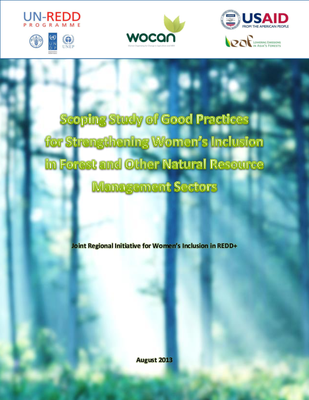 UN-REDD
PROGRAMME
wocan
USAID
FROM THE AMERICAN PEOPLE
UNEP
Leaf
Scoping Study of Good Practices
for Strengthening Women's Inclusion
in Forest and Other Natural Resource
Management Sectors
Joint Regional Initiative for Women's Inclusion in REDD+
August 2013